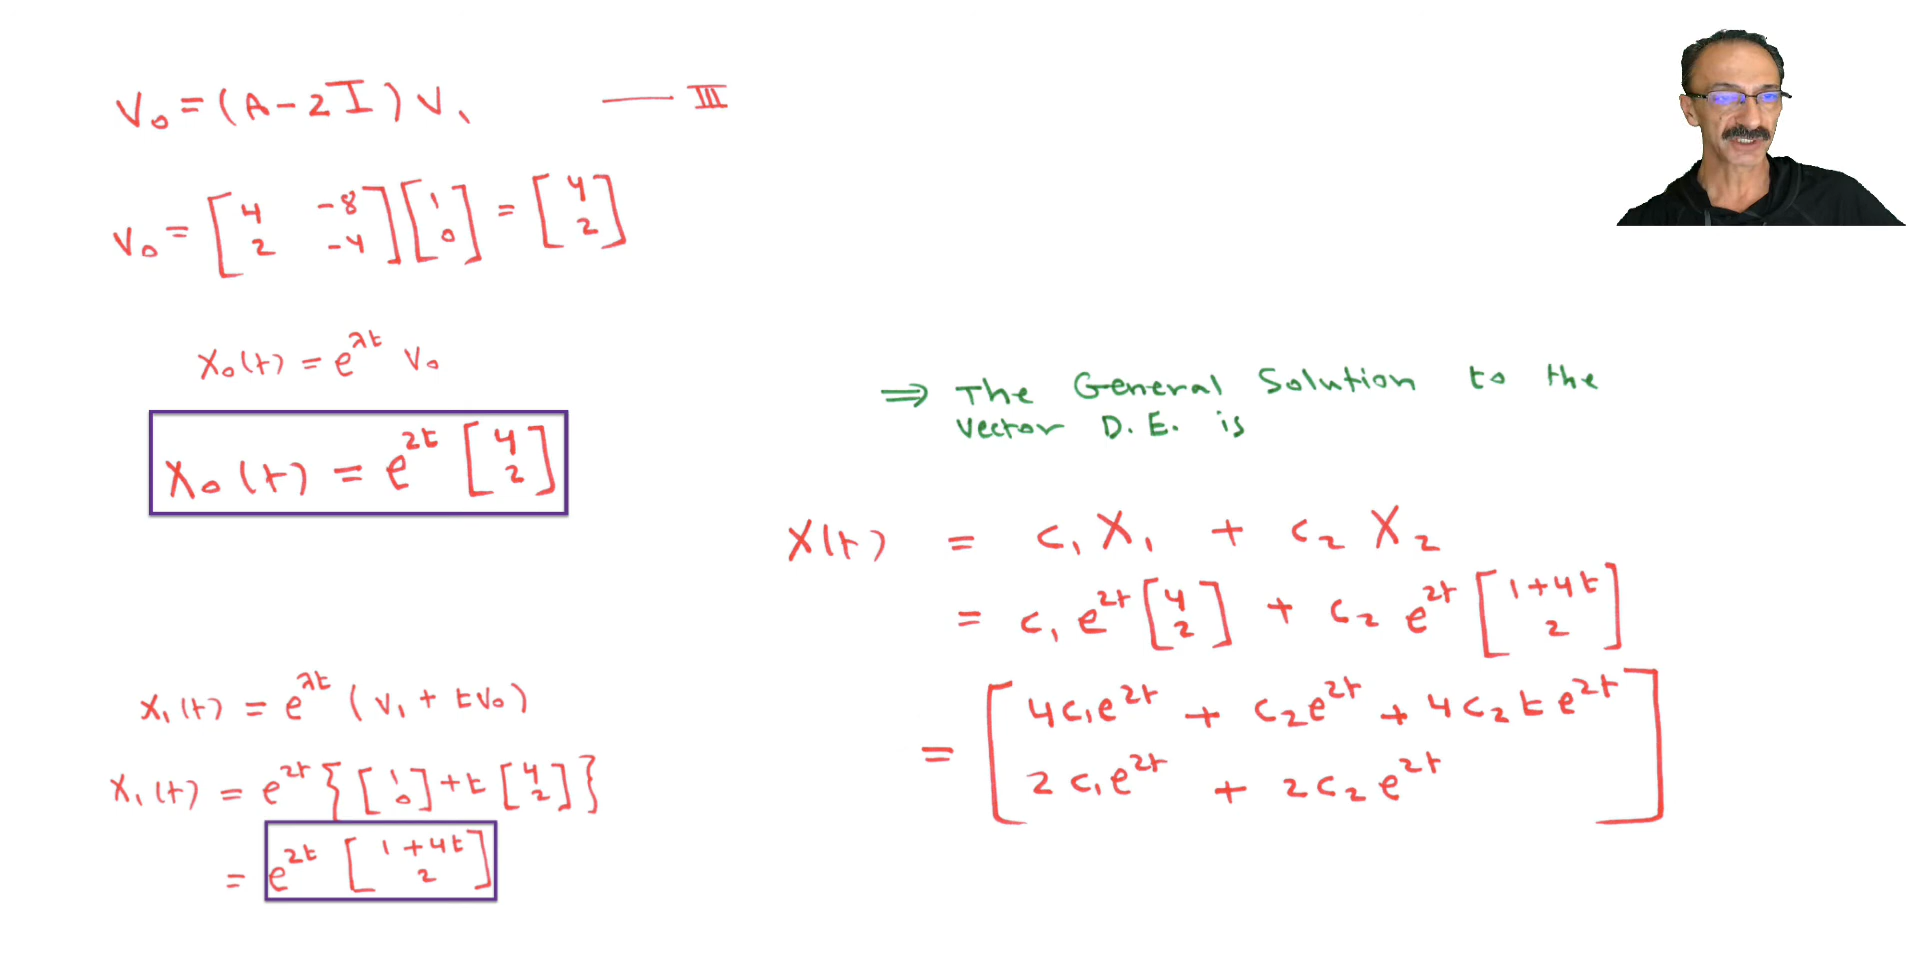 V₀ = (A - 2I) V₁ —— III
V₀ = [4 -8; 2 -4] [1; 0] = [4; 2]
X₀(t) = e^{λt} V₀
X₀(t) = e^{2t} [4; 2]
X₁(t) = e^{λt} (V₁ + tV₀)
X₁(t) = e^{2t} {[1; 0] + t [4; 2]}
= e^{2t} [1+4t; 2]
⇒ The General Solution to the
Vector D.E. is
X(t) = c₁ X₁ + c₂ X₂
= c₁ e^{2t} [4; 2] + c₂ e^{2t} [1+4t; 2]
= [4c₁e^{2t} + c₂e^{2t} + 4c₂ t e^{2t}; 2c₁e^{2t} + 2c₂e^{2t}]